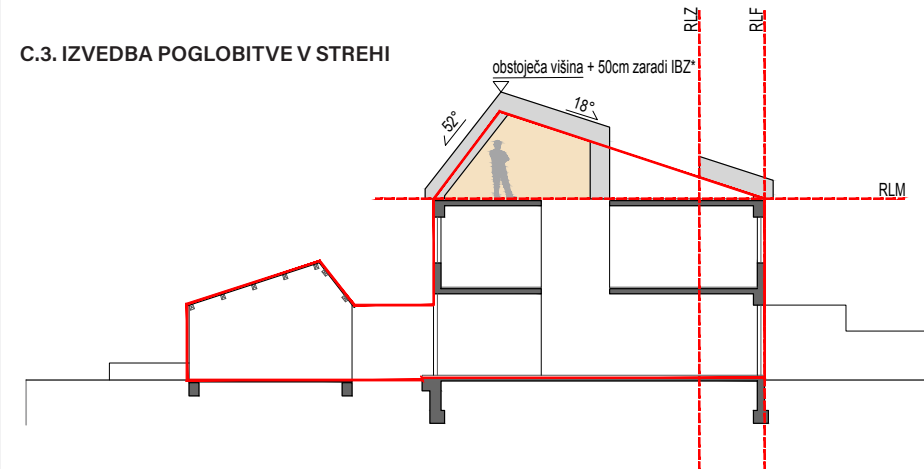 C.3. IZVEDBA POGLOBITVE V STREHI
RLZ
RLF
obstoječa višina + 50cm zaradi IBZ*
52°
18°
RLM